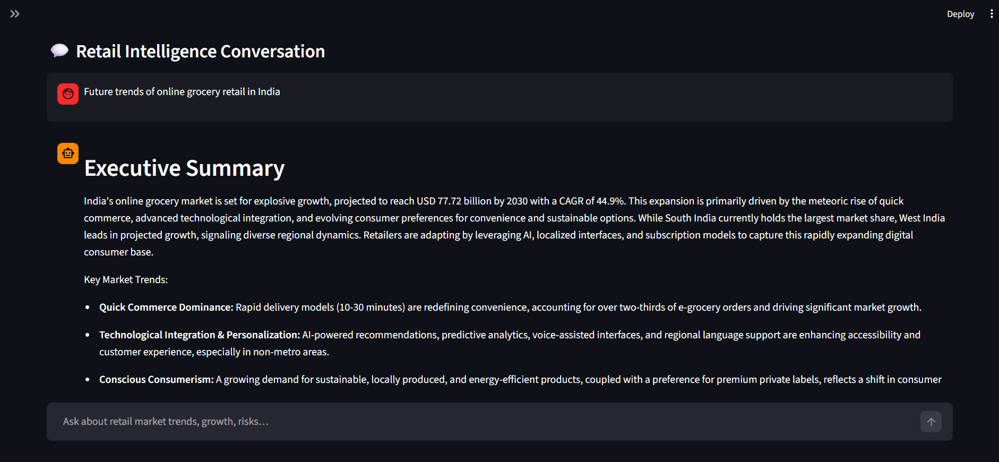 Deploy
Retail Intelligence Conversation
Future trends of online grocery retail in India
Executive Summary
India's online grocery market is set for explosive growth, projected to reach USD 77.72 billion by 2030 with a CAGR of 44.9%. This expansion is primarily driven by the meteoric rise of quick
commerce, advanced technological integration, and evolving consumer preferences for convenience and sustainable options. While South India currently holds the largest market share, West India
leads in projected growth, signaling diverse regional dynamics. Retailers are adapting by leveraging AI, localized interfaces, and subscription models to capture this rapidly expanding digital
consumer base.
Key Market Trends:
• Quick Commerce Dominance: Rapid delivery models (10-30 minutes) are redefining convenience, accounting for over two-thirds of e-grocery orders and driving significant market growth.
• Technological Integration & Personalization: AI-powered recommendations, predictive analytics, voice-assisted interfaces, and regional language support are enhancing accessibility and
customer experience, especially in non-metro areas.
• Conscious Consumerism: A growing demand for sustainable, locally produced, and energy-efficient products, coupled with a preference for premium private labels, reflects a shift in consumer
Ask about retail market trends, growth, risks…